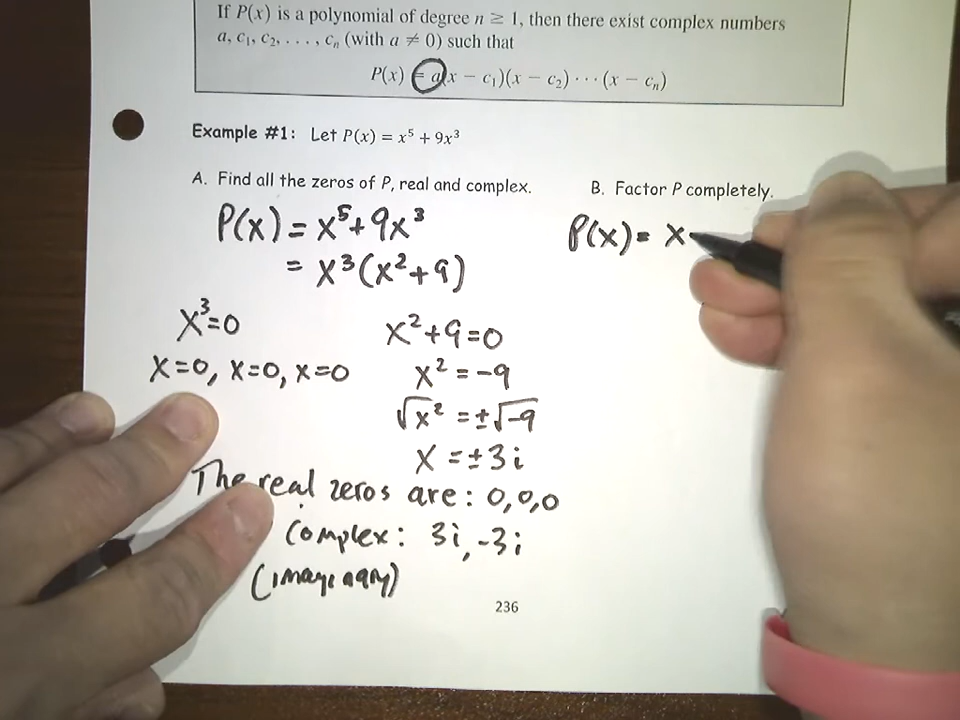 If P(x) is a polynomial of degree n ≥ 1, then there exist complex numbers
a, c₁, c₂, . . . , cₙ (with a ≠ 0) such that
P(x) = a(x − c₁)(x − c₂) · · · (x − cₙ)
Example #1: Let P(x) = x⁵ + 9x³
A. Find all the zeros of P, real and complex.
B. Factor P completely.
P(x) = x⁵ + 9x³
= x³(x² + 9)
x³ = 0
x = 0, x = 0, x = 0
x² + 9 = 0
x² = -9
√x² = ±√-9
x = ±3i
The real zeros are: 0, 0, 0
Complex: 3i, -3i
(imaginary)
P(x) = x
236